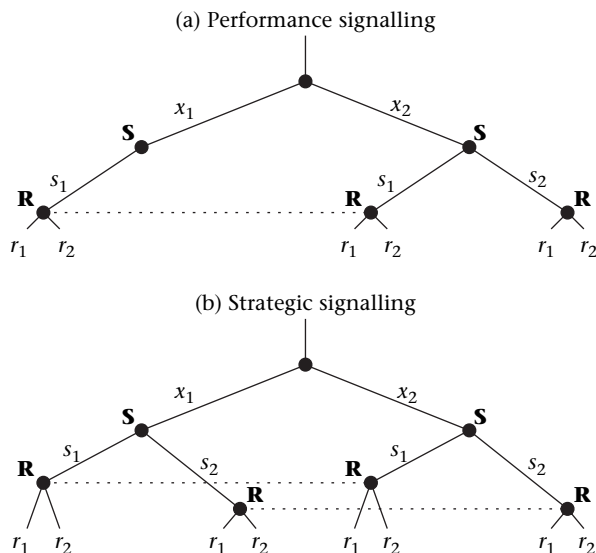 (a) Performance signalling
x₁ x₂
S S
s₁ s₁ s₂
R R R
r₁ r₂ r₁ r₂ r₁ r₂
(b) Strategic signalling
x₁ x₂
S S
s₁ s₂ s₁ s₂
R R
R R
r₁ r₂ r₁ r₂ r₁ r₂ r₁ r₂